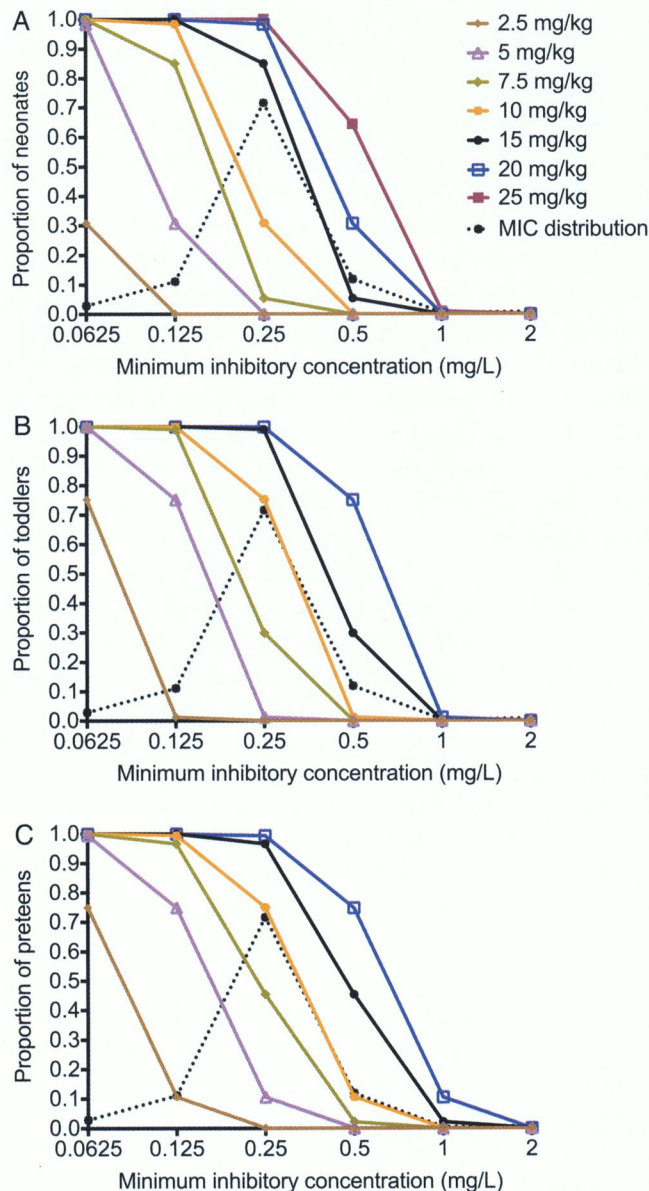 A
Proportion of neonates
1.0
0.9
0.8
0.7
0.6
0.5
0.4
0.3
0.2
0.1
0.0
0.0625 0.125 0.25 0.5 1 2
Minimum inhibitory concentration (mg/L)
2.5 mg/kg
5 mg/kg
7.5 mg/kg
10 mg/kg
15 mg/kg
20 mg/kg
25 mg/kg
MIC distribution
B
Proportion of toddlers
1.0
0.9
0.8
0.7
0.6
0.5
0.4
0.3
0.2
0.1
0.0
0.0625 0.125 0.25 0.5 1 2
Minimum inhibitory concentration (mg/L)
C
Proportion of preteens
1.0
0.9
0.8
0.7
0.6
0.5
0.4
0.3
0.2
0.1
0.0
0.0625 0.125 0.25 0.5 1 2
Minimum inhibitory concentration (mg/L)